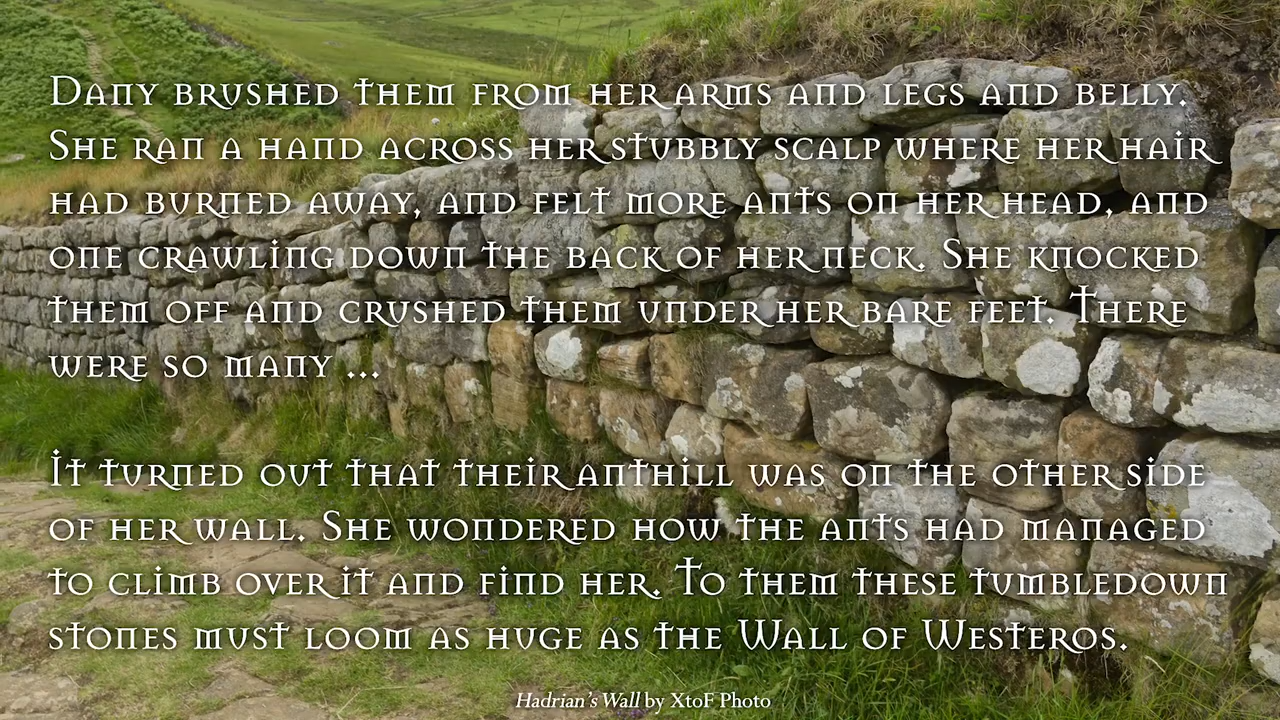 Dany brushed them from her arms and legs and belly.
She ran a hand across her stubbly scalp where her hair
had burned away, and felt more ants on her head, and
one crawling down the back of her neck. She knocked
them off and crushed them under her bare feet. There
were so many ...
It turned out that their anthill was on the other side
of her wall. She wondered how the ants had managed
to climb over it and find her. To them these tumbledown
stones must loom as huge as the Wall of Westeros.
Hadrian's Wall by XtoF Photo